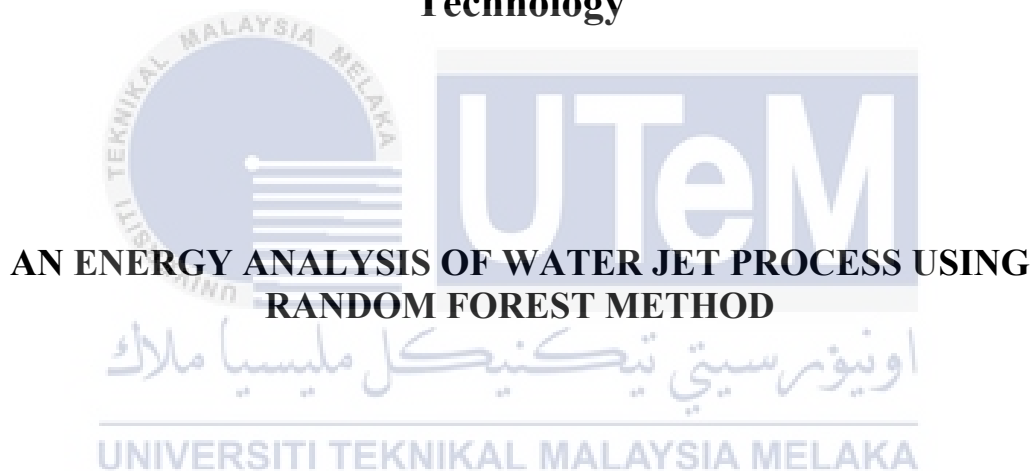 Technology
UNIVERSITI TEKNIKAL MALAYSIA MELAKA
UTeM
AN ENERGY ANALYSIS OF WATER JET PROCESS USING
RANDOM FOREST METHOD
اونيۏرسيتي تيكنيكل مليسيا ملاك
UNIVERSITI TEKNIKAL MALAYSIA MELAKA